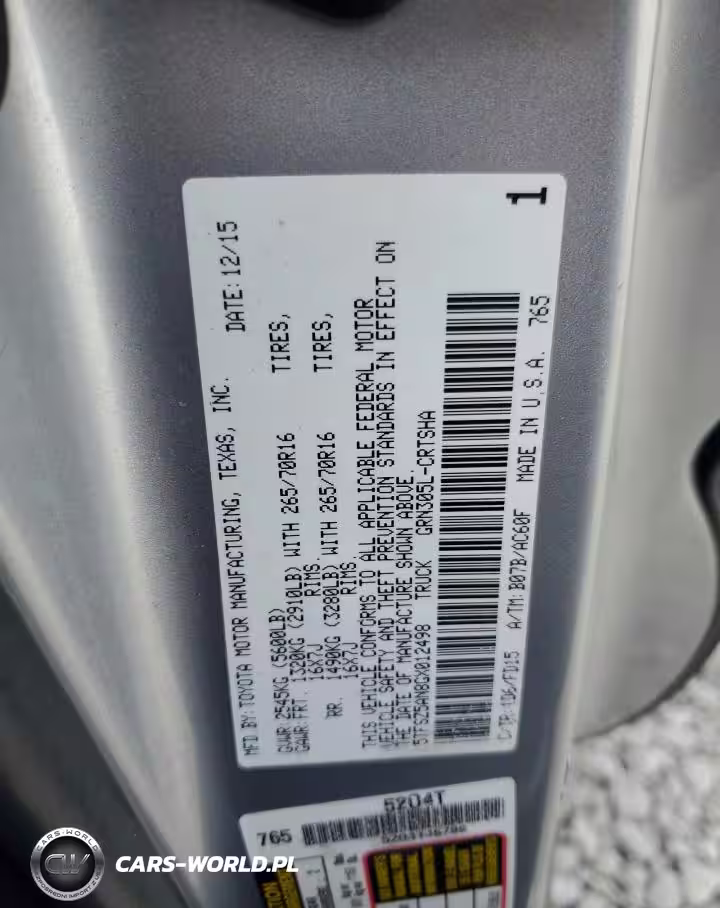 MFD BY: TOYOTA MOTOR MANUFACTURING, TEXAS, INC. DATE: 12/15
GVWR: 2545KG (5600LB)
GAWR: FRT. 1320KG (2910LB) WITH 265/70R16 TIRES,
16X7J RIMS.
RR. 1490KG (3280LB) WITH 265/70R16 TIRES,
16X7J RIMS.
THIS VEHICLE CONFORMS TO ALL APPLICABLE FEDERAL MOTOR
VEHICLE SAFETY AND THEFT PREVENTION STANDARDS IN EFFECT ON
THE DATE OF MANUFACTURE SHOWN ABOVE.
5TFSZ5AN8GX012498 TRUCK GRN305L-CRTSHA
C/TR: 1D6/FD15 A/TM: B07B/AC60F MADE IN U.S.A. 765
1
5204T
765
CARS-WORLD
CW
CARS-WORLD.PL